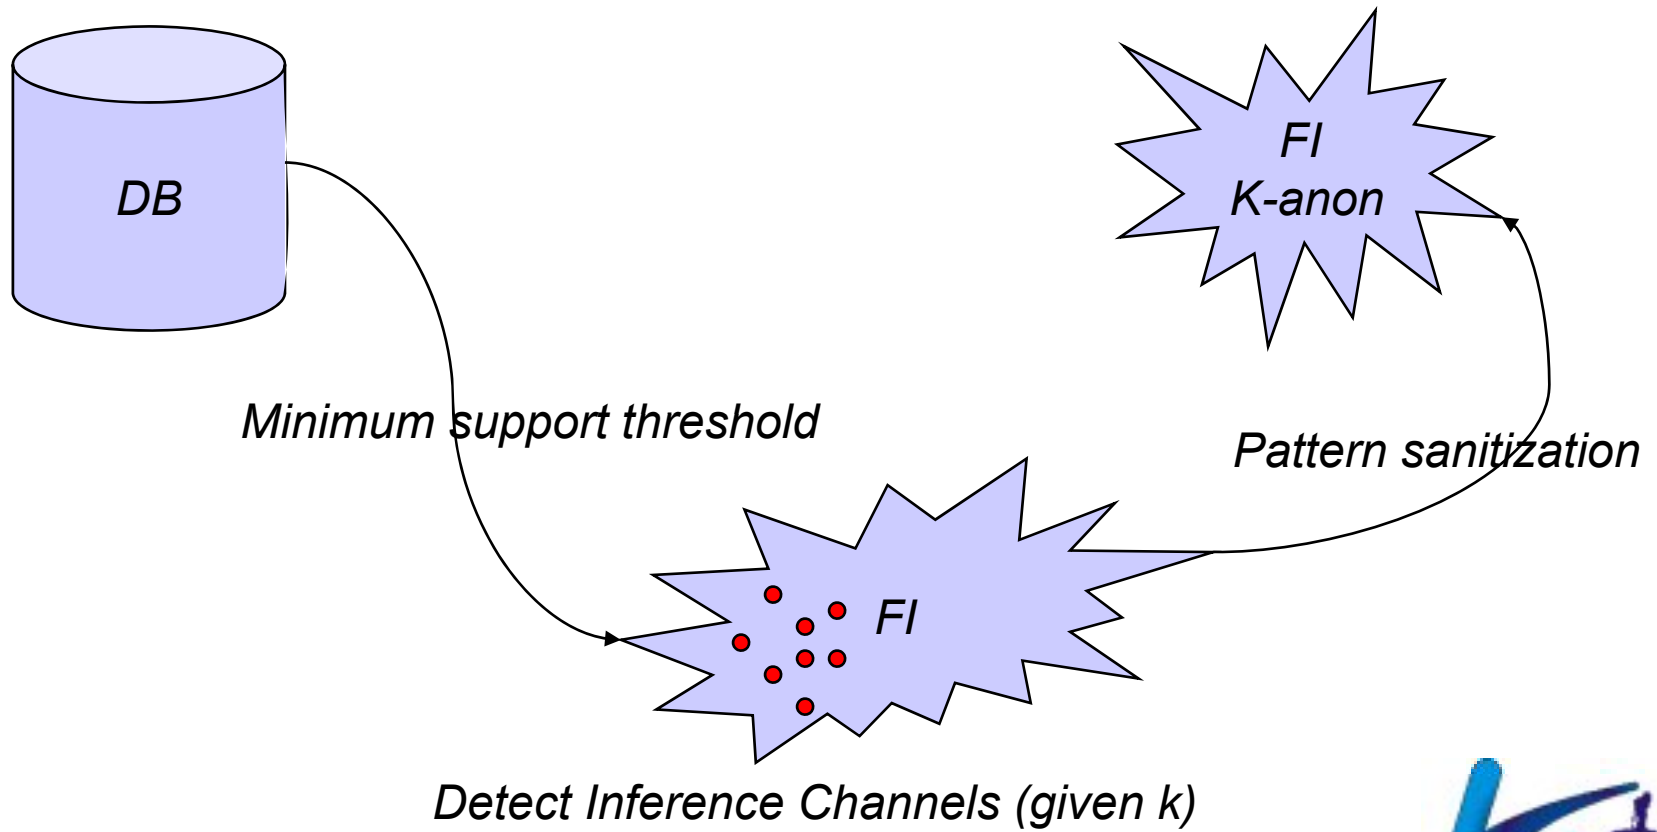 DB
FI
K-anon
Minimum support threshold
Pattern sanitization
FI
Detect Inference Channels (given k)